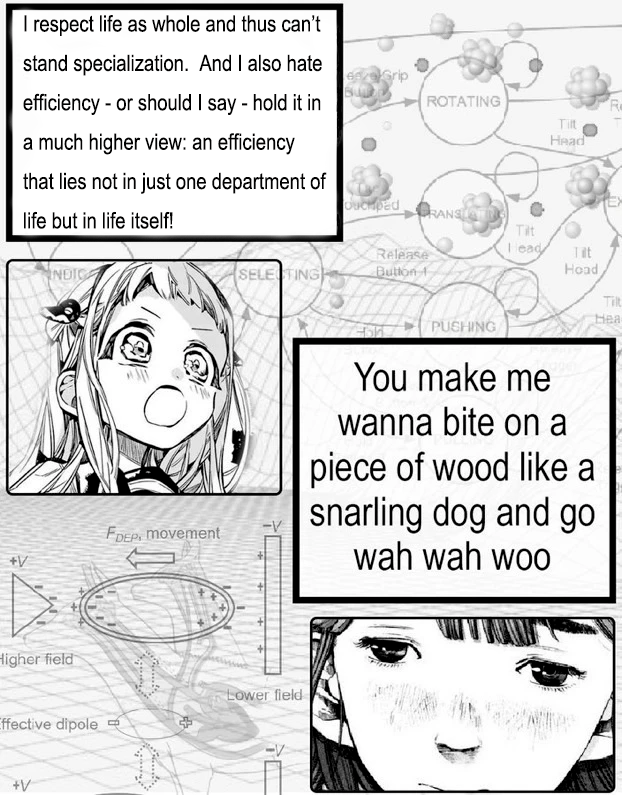 I respect life as whole and thus can't
stand specialization.  And I also hate
efficiency - or should I say - hold it in
a much higher view: an efficiency
that lies not in just one department of
life but in life itself!
ROTATING
Tilt
Head
TRANSLATING
Tilt
Head
Tilt
Head
Release
Button 1
SELECTING
PUSHING
Tilt
You make me
wanna bite on a
piece of wood like a
snarling dog and go
wah wah woo
F_DEP, movement
–V
+V
Higher field
Lower field
Effective dipole
–V
+V